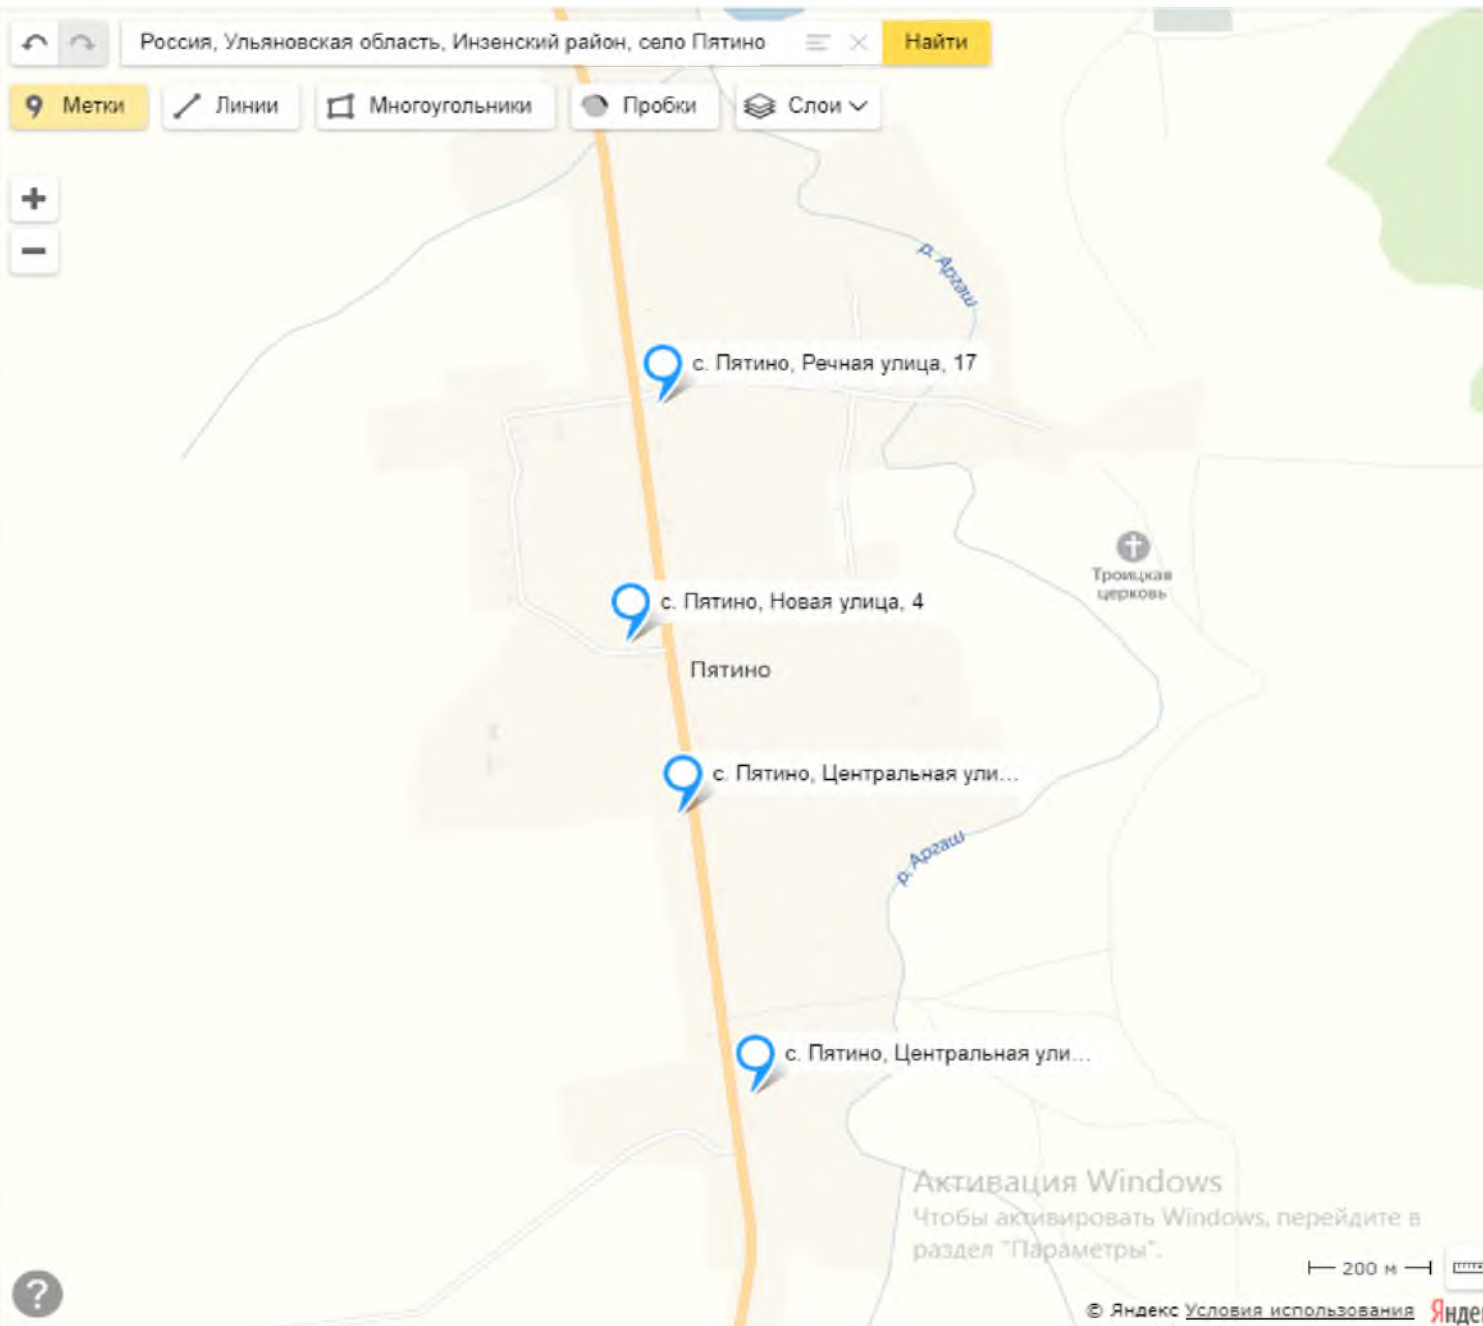 Россия, Ульяновская область, Инзенский район, село Пятино
Найти
Метки
Линии
Многоугольники
Пробки
Слои
р. Аргаш
с. Пятино, Речная улица, 17
Троицкая
церковь
с. Пятино, Новая улица, 4
Пятино
с. Пятино, Центральная ули...
р. Аргаш
с. Пятино, Центральная ули...
Активация Windows
Чтобы активировать Windows, перейдите в
раздел "Параметры".
200 м
© Яндекс Условия использования